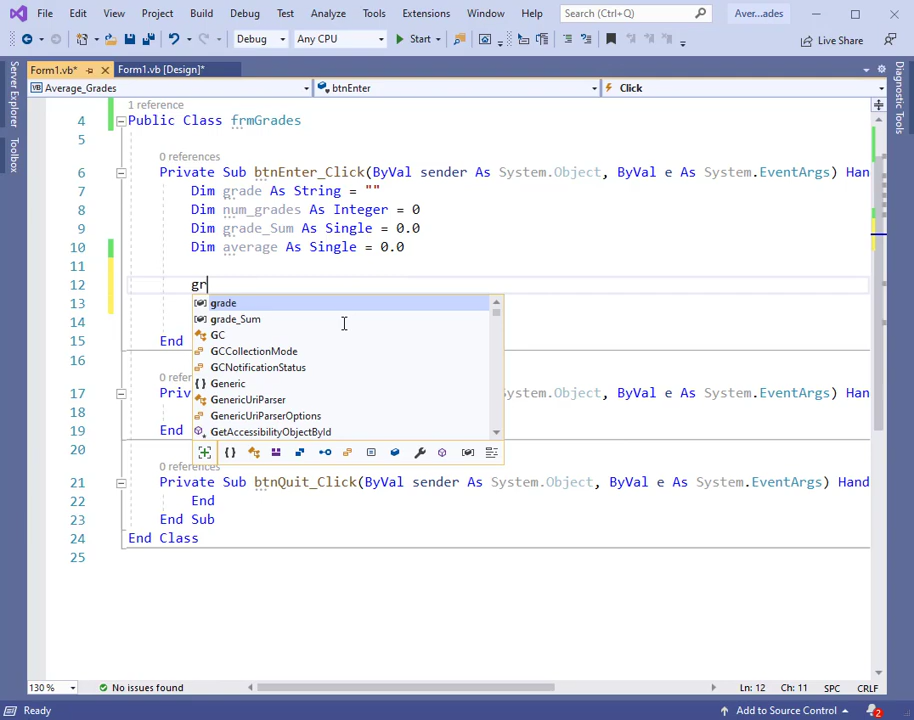 File Edit View Project Build Debug Test Analyze Tools Extensions Window Help Search (Ctrl+Q) Aver...ades
Debug Any CPU Start Live Share
Form1.vb* Form1.vb [Design]*
Average_Grades btnEnter Click
Server Explorer
Toolbox
Diagnostic Tools
1 reference
4 Public Class frmGrades
5
0 references
6 Private Sub btnEnter_Click(ByVal sender As System.Object, ByVal e As System.EventArgs) Han
7 Dim grade As String = ""
8 Dim num_grades As Integer = 0
9 Dim grade_Sum As Single = 0.0
10 Dim average As Single = 0.0
11
12 gr
grade
13
grade_Sum
14
GC
15 End
GCCollectionMode
16
GCNotificationStatus
0 refer
Generic
17 Priv
s System.Object, ByVal e As System.EventArgs) Hand
GenericUriParser
18
GenericUriParserOptions
19 End
GetAccessibilityObjectById
20
0 references
21 Private Sub btnQuit_Click(ByVal sender As System.Object, ByVal e As System.EventArgs) Hand
22 End
23 End Sub
24 End Class
25
130 % No issues found Ln: 12 Ch: 11 SPC CRLF
Ready Add to Source Control 2